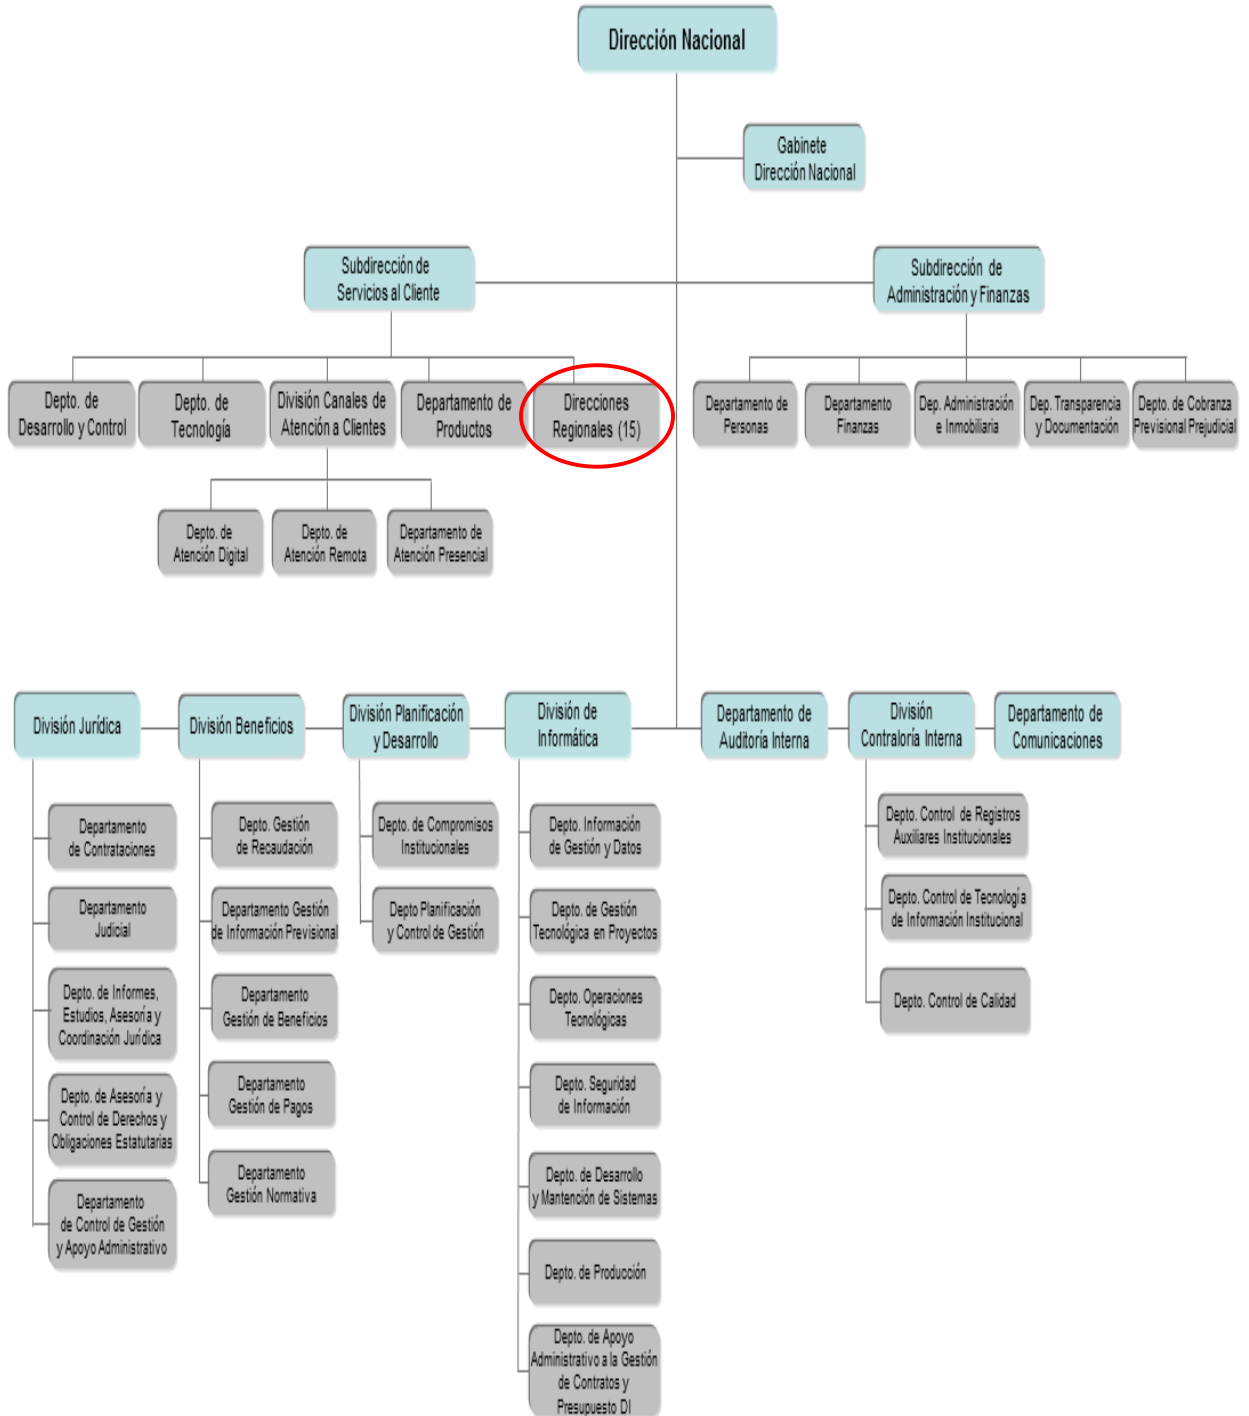 Dirección Nacional
Gabinete
Dirección Nacional
Subdirección de
Servicios al Cliente
Subdirección de
Administración y Finanzas
Depto. de
Desarrollo y Control
Depto. de
Tecnología
División Canales de
Atención a Clientes
Departamento de
Productos
Direcciones
Regionales (15)
Departamento de
Personas
Departamento
Finanzas
Dep. Administración
e Inmobiliaria
Dep. Transparencia
y Documentación
Depto. de Cobranza
Previsional Prejudicial
Depto. de
Atención Digital
Depto. de
Atención Remota
Departamento de
Atención Presencial
División Jurídica
División Beneficios
División Planificación
y Desarrollo
División de
Informática
Departamento de
Auditoría Interna
División
Contraloría Interna
Departamento de
Comunicaciones
Departamento
de Contrataciones
Departamento
Judicial
Depto. de Informes,
Estudios, Asesoría y
Coordinación Jurídica
Depto. de Asesoría y
Control de Derechos y
Obligaciones Estatutarias
Departamento
de Control de Gestión
y Apoyo Administrativo
Depto. Gestión
de Recaudación
Departamento Gestión
de Información Previsional
Departamento
Gestión de Beneficios
Departamento
Gestión de Pagos
Departamento
Gestión Normativa
Depto. de Compromisos
Institucionales
Depto Planificación
y Control de Gestión
Depto. Información
de Gestión y Datos
Depto. de Gestión
Tecnológica en Proyectos
Depto. Operaciones
Tecnológicas
Depto. Seguridad
de Información
Depto. de Desarrollo
y Mantención de Sistemas
Depto. de Producción
Depto. de Apoyo
Administrativo a la Gestión
de Contratos y
Presupuesto DI
Depto. Control de Registros
Auxiliares Institucionales
Depto. Control de Tecnología
de Información Institucional
Depto. Control de Calidad